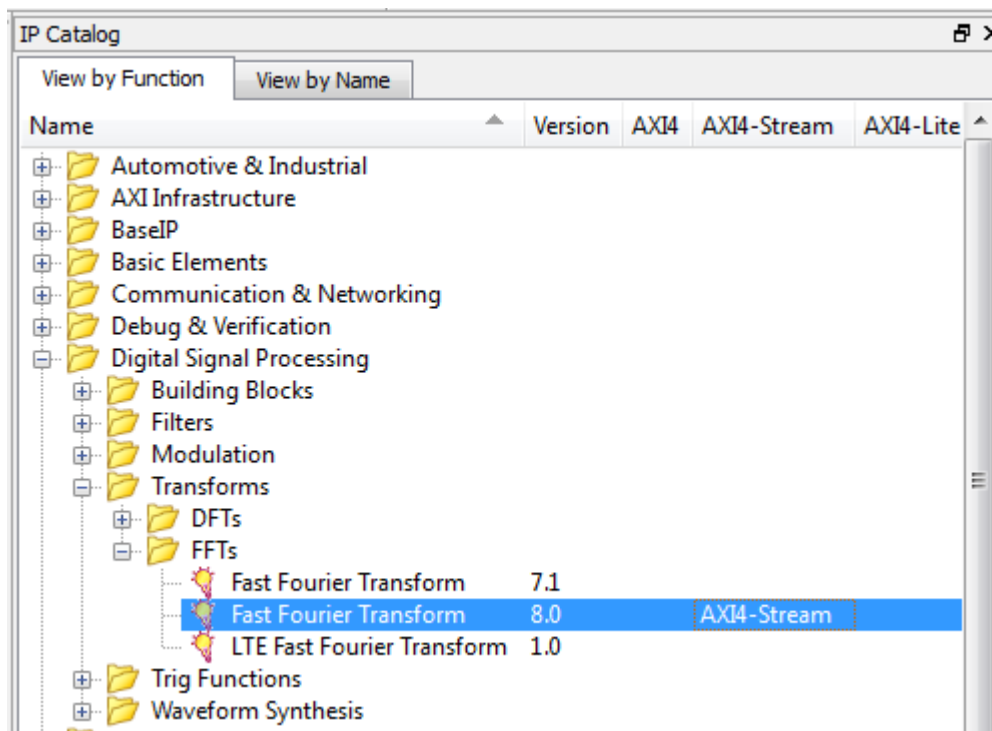 IP Catalog
View by Function View by Name
Name Version AXI4 AXI4-Stream AXI4-Lite
Automotive & Industrial
AXI Infrastructure
BaseIP
Basic Elements
Communication & Networking
Debug & Verification
Digital Signal Processing
Building Blocks
Filters
Modulation
Transforms
DFTs
FFTs
Fast Fourier Transform 7.1
Fast Fourier Transform 8.0 AXI4-Stream
LTE Fast Fourier Transform 1.0
Trig Functions
Waveform Synthesis